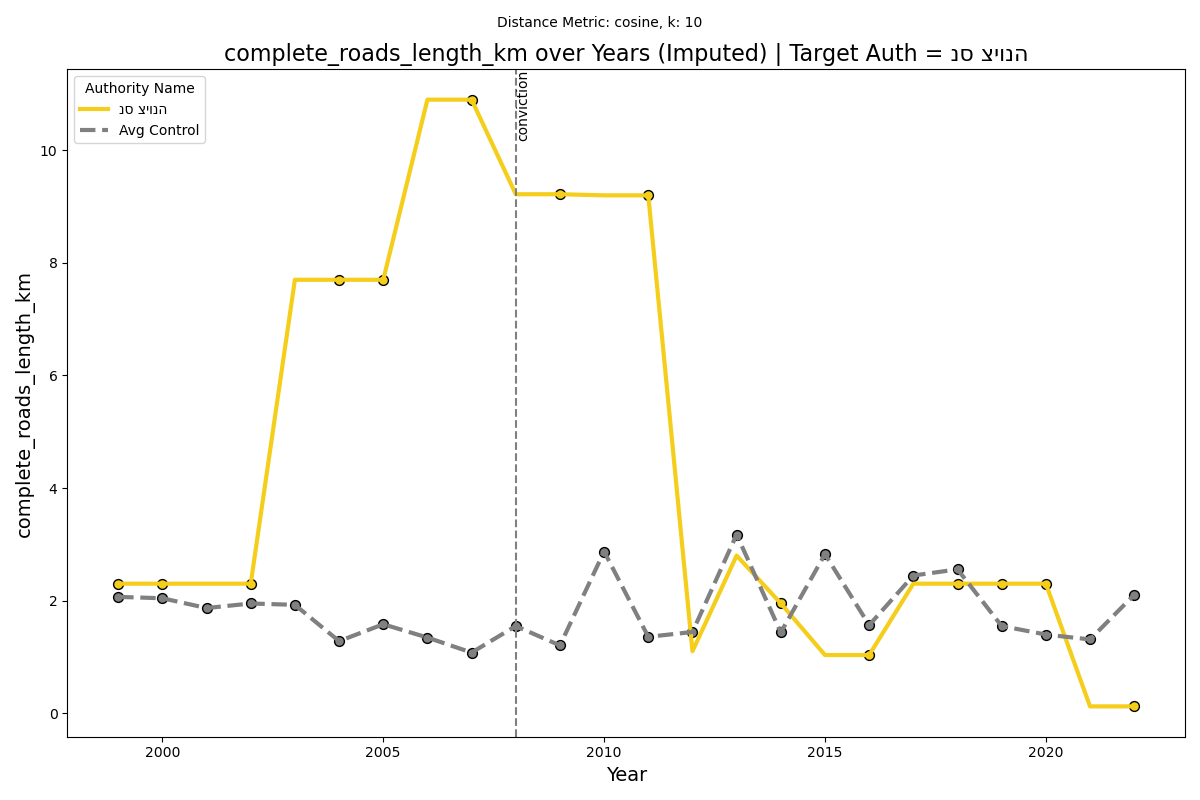 Distance Metric: cosine, k: 10
complete_roads_length_km over Years (Imputed) | Target Auth = נס ציונה
Authority Name
נס ציונה
Avg Control
conviction
complete_roads_length_km
10
8
6
4
2
0
2000
2005
2010
2015
2020
Year